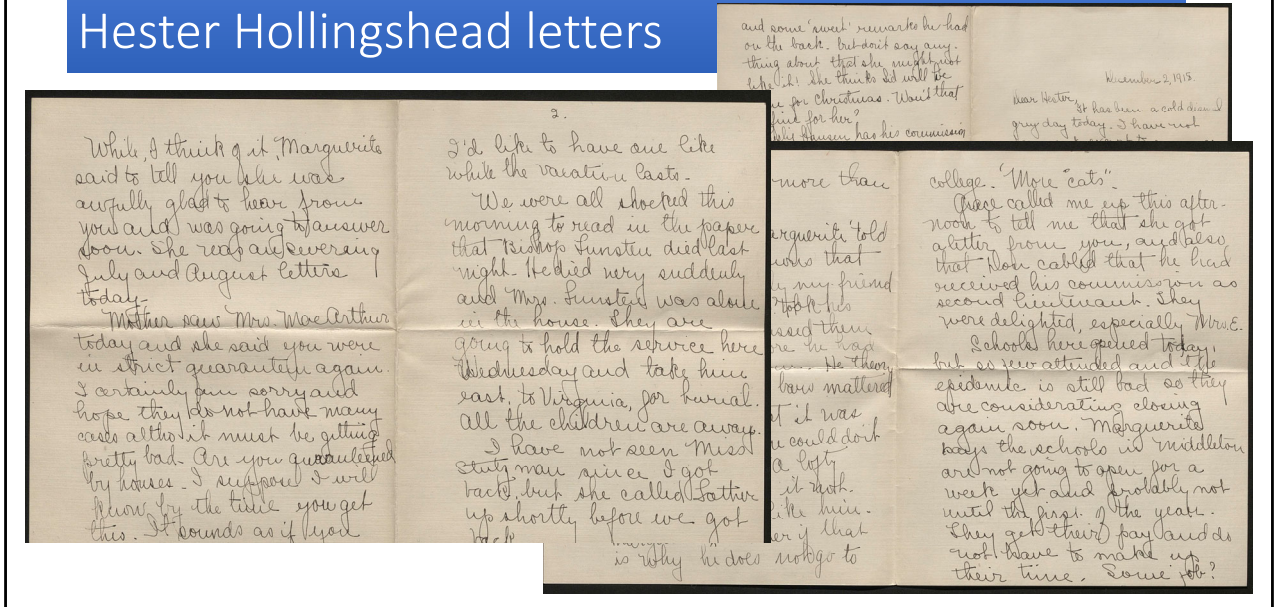 Hester Hollingshead letters
and some 'sweet' remarks he had
on the back. But don't say any-
thing about that she might not
like it! She thinks Sid will be
for Christmas. Won't that
fine for her?
Hansen has his commission
December 2, 1918.
Dear Hester,
It has been a cold
grey day today. I have not
While, I think of it, Marguerite
said to tell you she was
awfully glad to hear from
you and was going to answer
soon. She
July and August letters
today-
Mother saw Mrs. MacArthur
today and she said you were
in strict quarantine again.
I certainly am sorry and
hope they do not have many
cases altho it must be getting
pretty bad- Are you quarantined
by houses. I suppose I will
know by the time you get
this. It sounds as if you
2.
I'd like to have one like
while the vacation lasts-
We were all shocked this
morning to read in the paper
that Bishop Funsten died last
night- He died very suddenly
and Mrs. Funsten was alone
in the house. They are
going to hold the service here
Wednesday and take him
east, to Virginia, for burial.
All the children are away.
I have not seen Miss
Stutzman since I got
back, but she called Father
up shortly before we got
back
more than
told
that
my friend
took his
them
he had
He
bars mattered
it was
could don't
a lofty
it not.
like him.
if that
is why he does not go to
college. "More "cats".
Grace called me up this after-
noon to tell me that she got
a letter from you, and also
that Don cabled that he had
received his commission as
second lieutenant. They
were delighted, especially Mrs. E.
Schools here opened today,
but so few attended and the
epidemic is still bad so they
are considerating closing
again soon. Marguerite
says the schools in Middleton
are not going to open for a
week yet and probably not
until the first of the year.
They get their pay and do
not have to make up
their time. Some job?